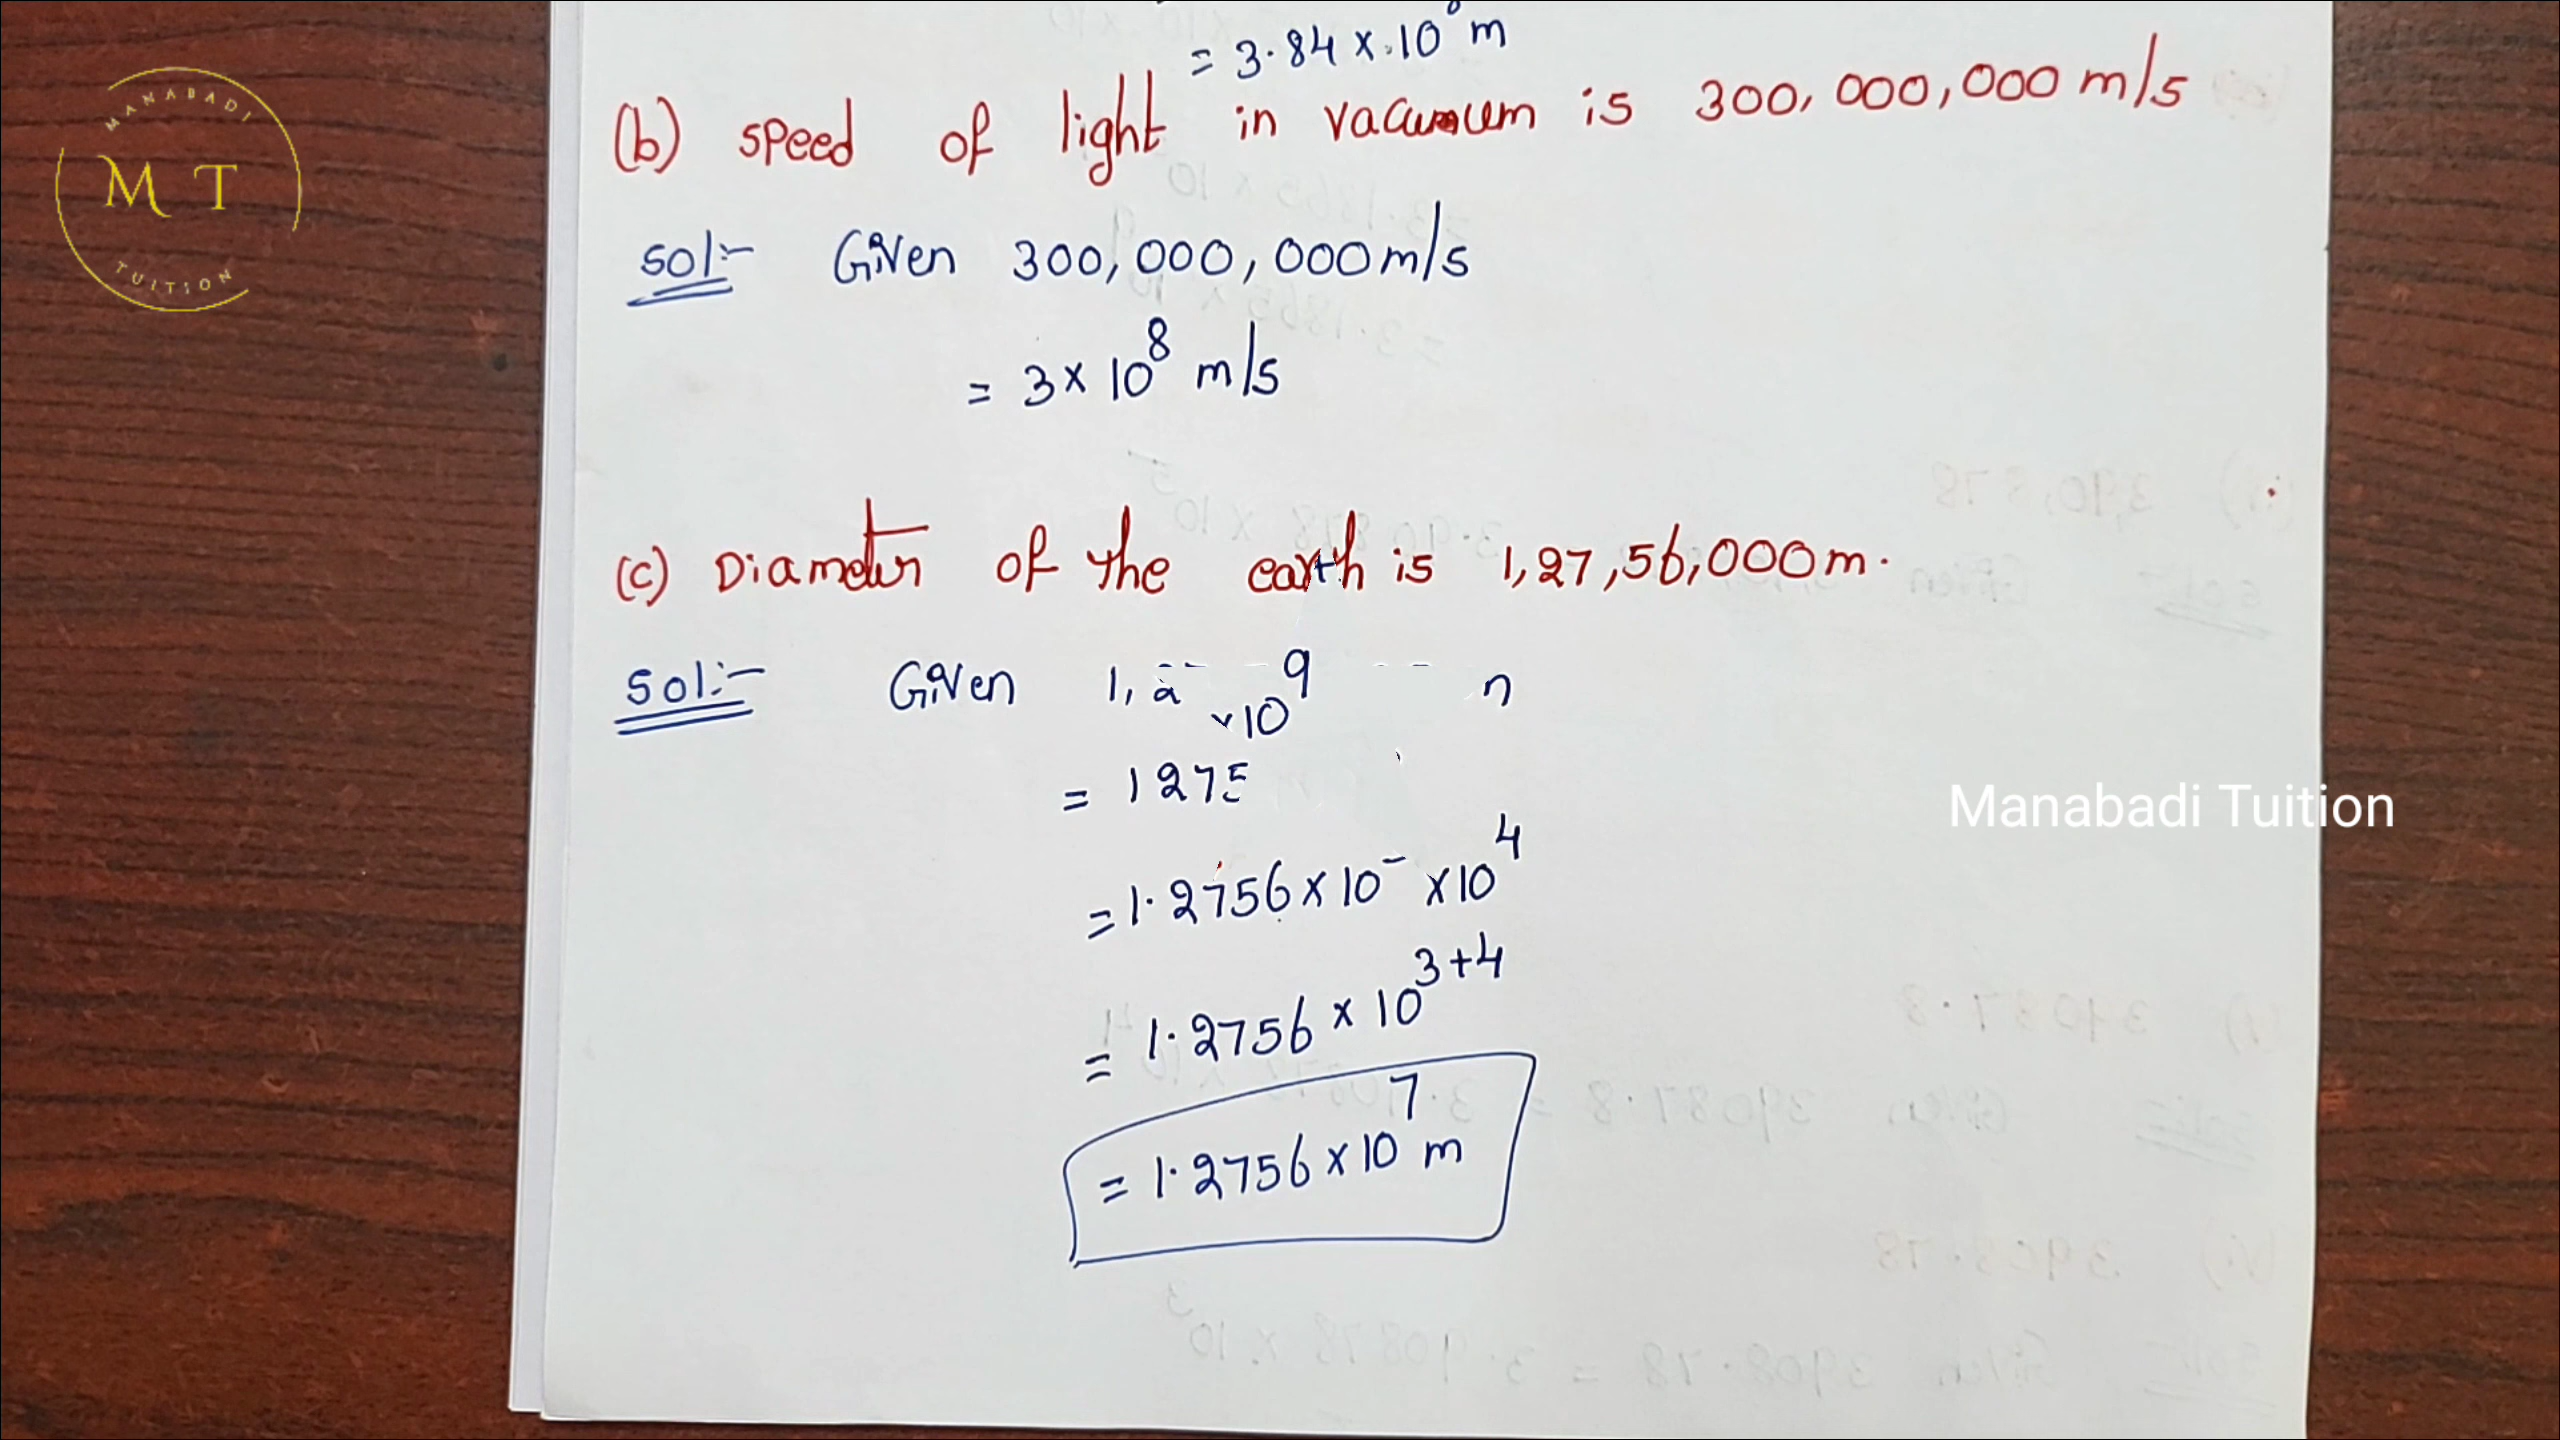 MANABADI
M T
TUITION
= 3.84 × 10 m
(b) speed of light in vacuum is 300,000,000 m/s
Sol:- Given 300,000,000 m/s
= 3 × 10⁸ m/s
(c) Diameter of the earth is 1,27,56,000 m.
Sol:- Given
×10⁹
= 1275
= 1.2756 × 10 × 10⁴
= 1.2756 × 10³⁺⁴
= 1.2756 × 10⁷ m
Manabadi Tuition